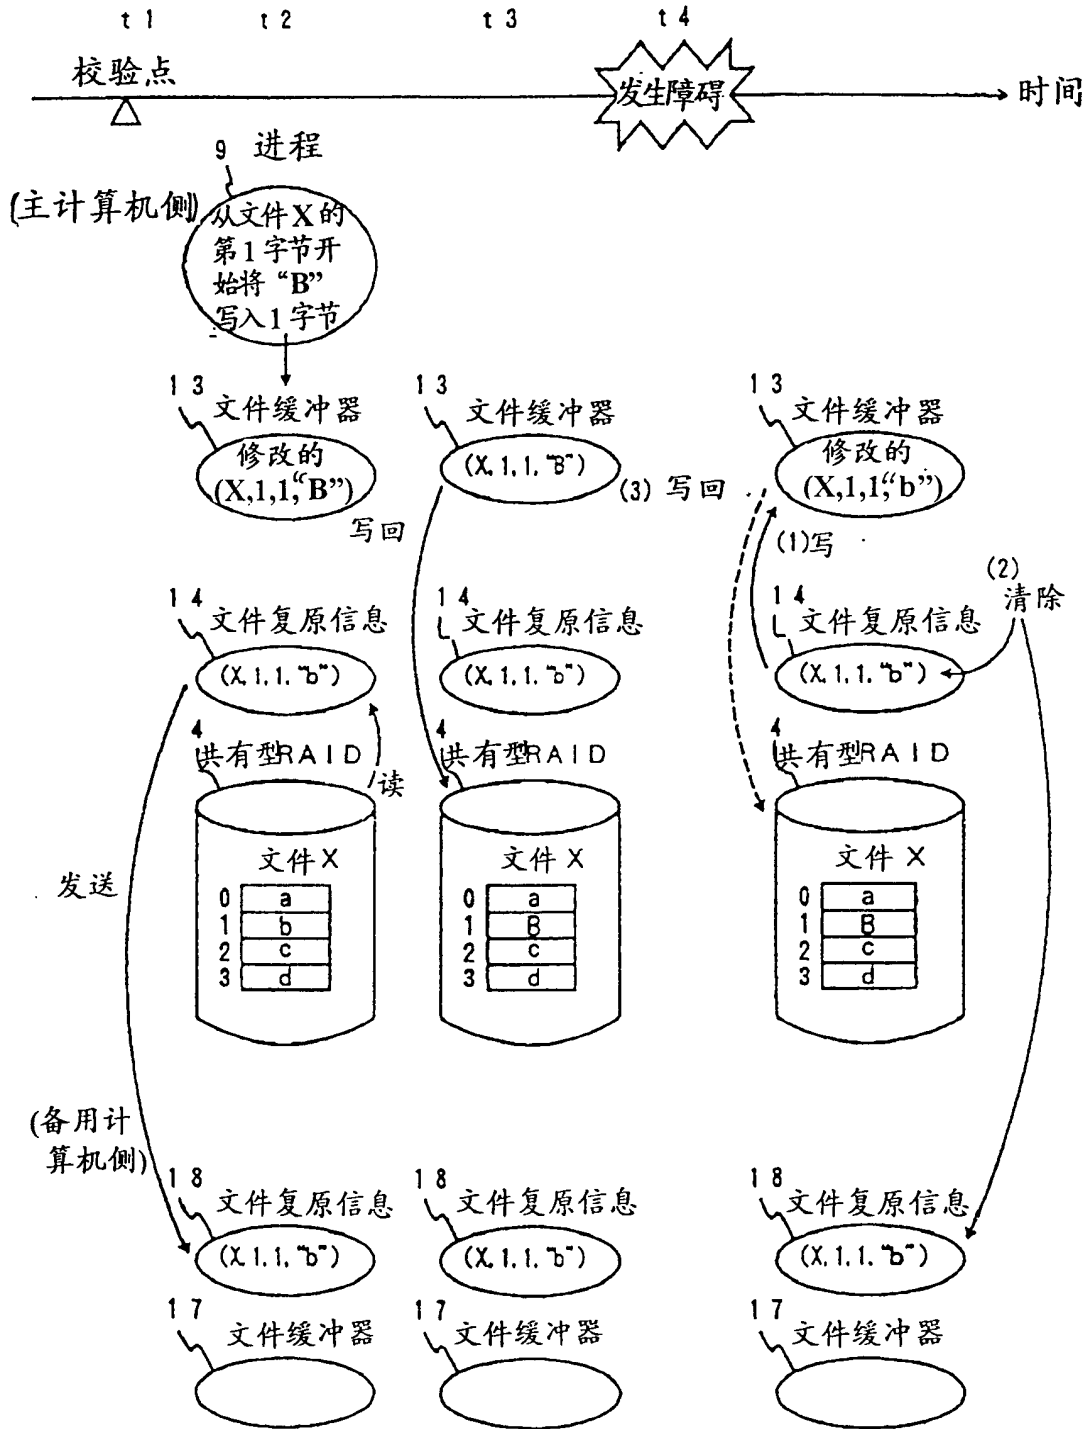 t 1 t 2 t 3 t 4
校验点
发生障碍
时间
9 进程
(主计算机侧)
从文件X的
第1字节开
始将“B”
写入1字节
13 13 13
文件缓冲器 文件缓冲器 文件缓冲器
修改的
(X,1,1,“B”)
(X,1,1,“B”)
修改的
(X,1,1,“b”)
写回
(3) 写回
(1)写
(2)
清除
14 14 14
文件复原信息 文件复原信息 文件复原信息
(X,1,1,“b”) (X,1,1,“b”) (X,1,1,“b”)
4 4 4
共有型RAID 共有型RAID 共有型RAID
读
文件 X 文件 X 文件 X
0 a 0 a 0 a
1 b 1 B 1 B
2 c 2 c 2 c
3 d 3 d 3 d
发送
(备用计
算机侧)
18 18 18
文件复原信息 文件复原信息 文件复原信息
(X,1,1,“b”) (X,1,1,“b”) (X,1,1,“b”)
17 17 17
文件缓冲器 文件缓冲器 文件缓冲器